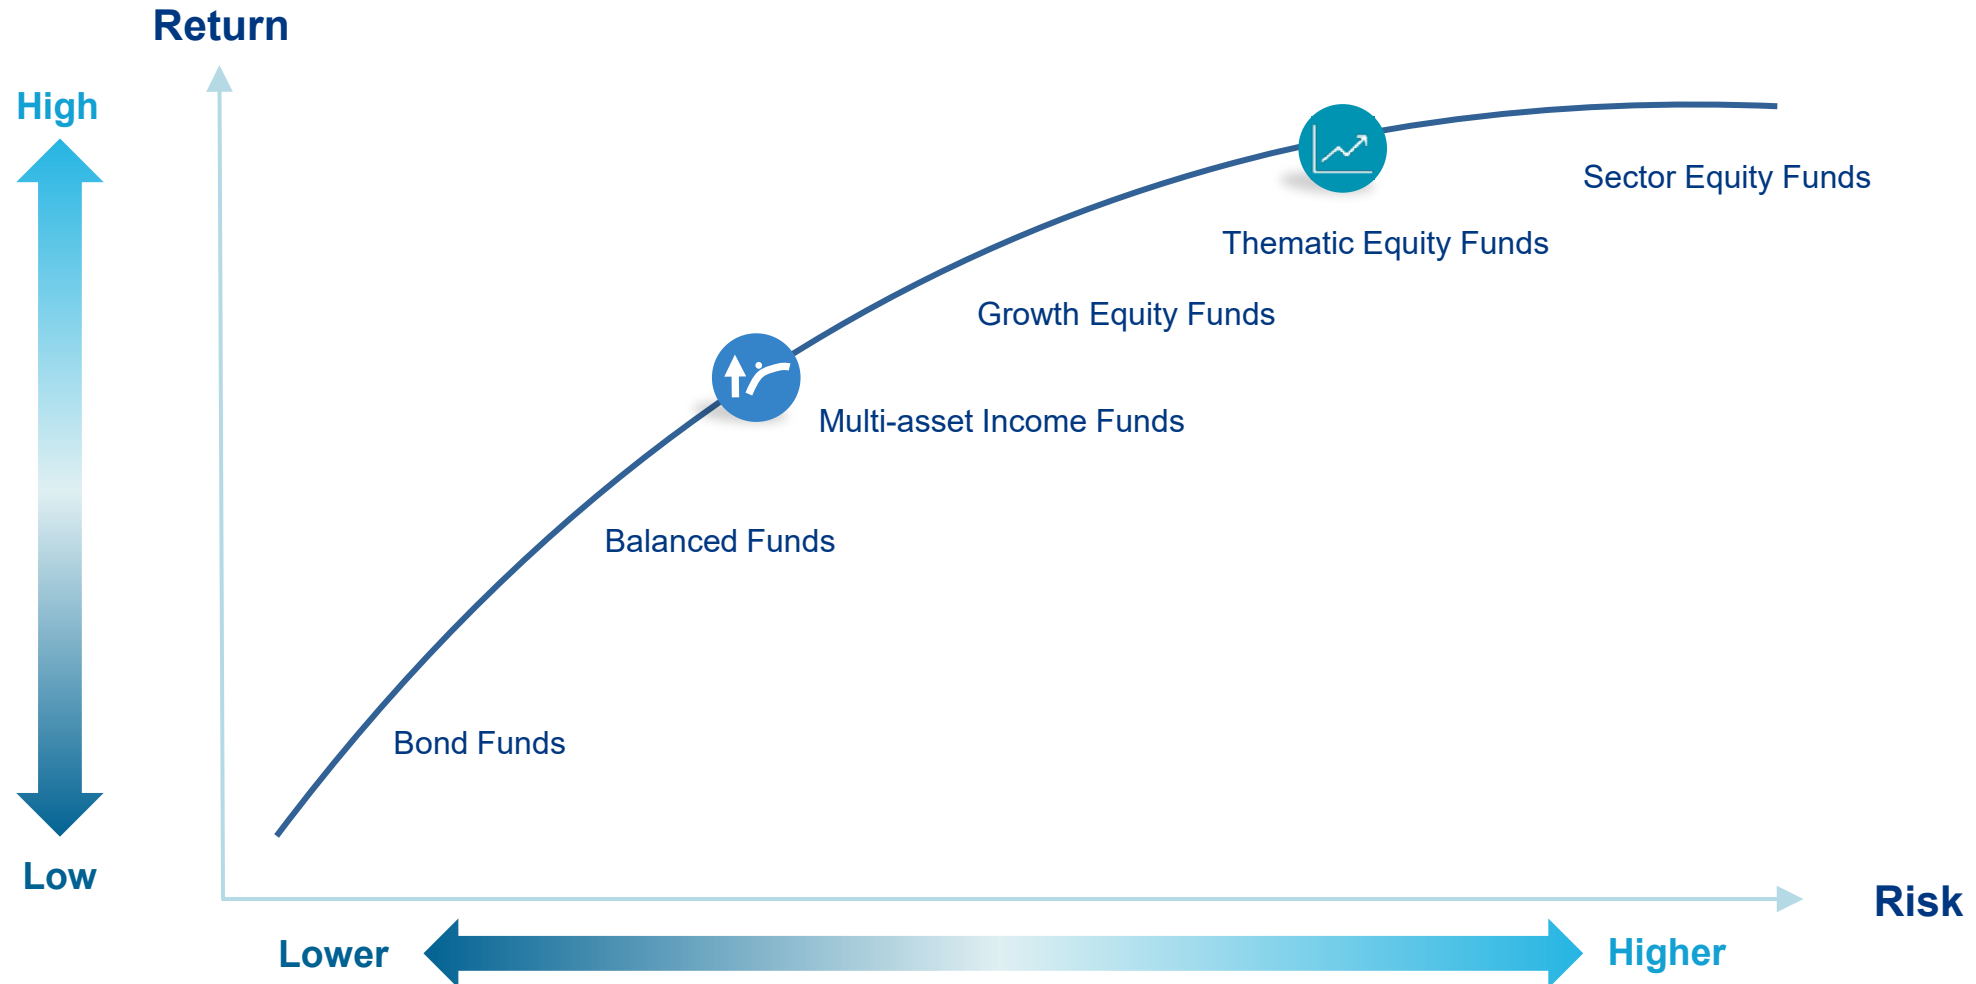 Return
High
Sector Equity Funds
Thematic Equity Funds
Growth Equity Funds
Multi-asset Income Funds
Balanced Funds
Bond Funds
Low
Risk
Lower
Higher